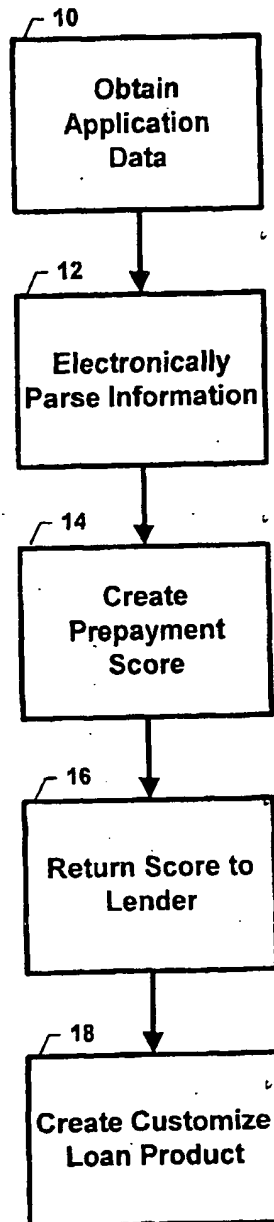 10
Obtain
Application
Data
12
Electronically
Parse Information
14
Create
Prepayment
Score
16
Return Score to
Lender
18
Create Customize
Loan Product